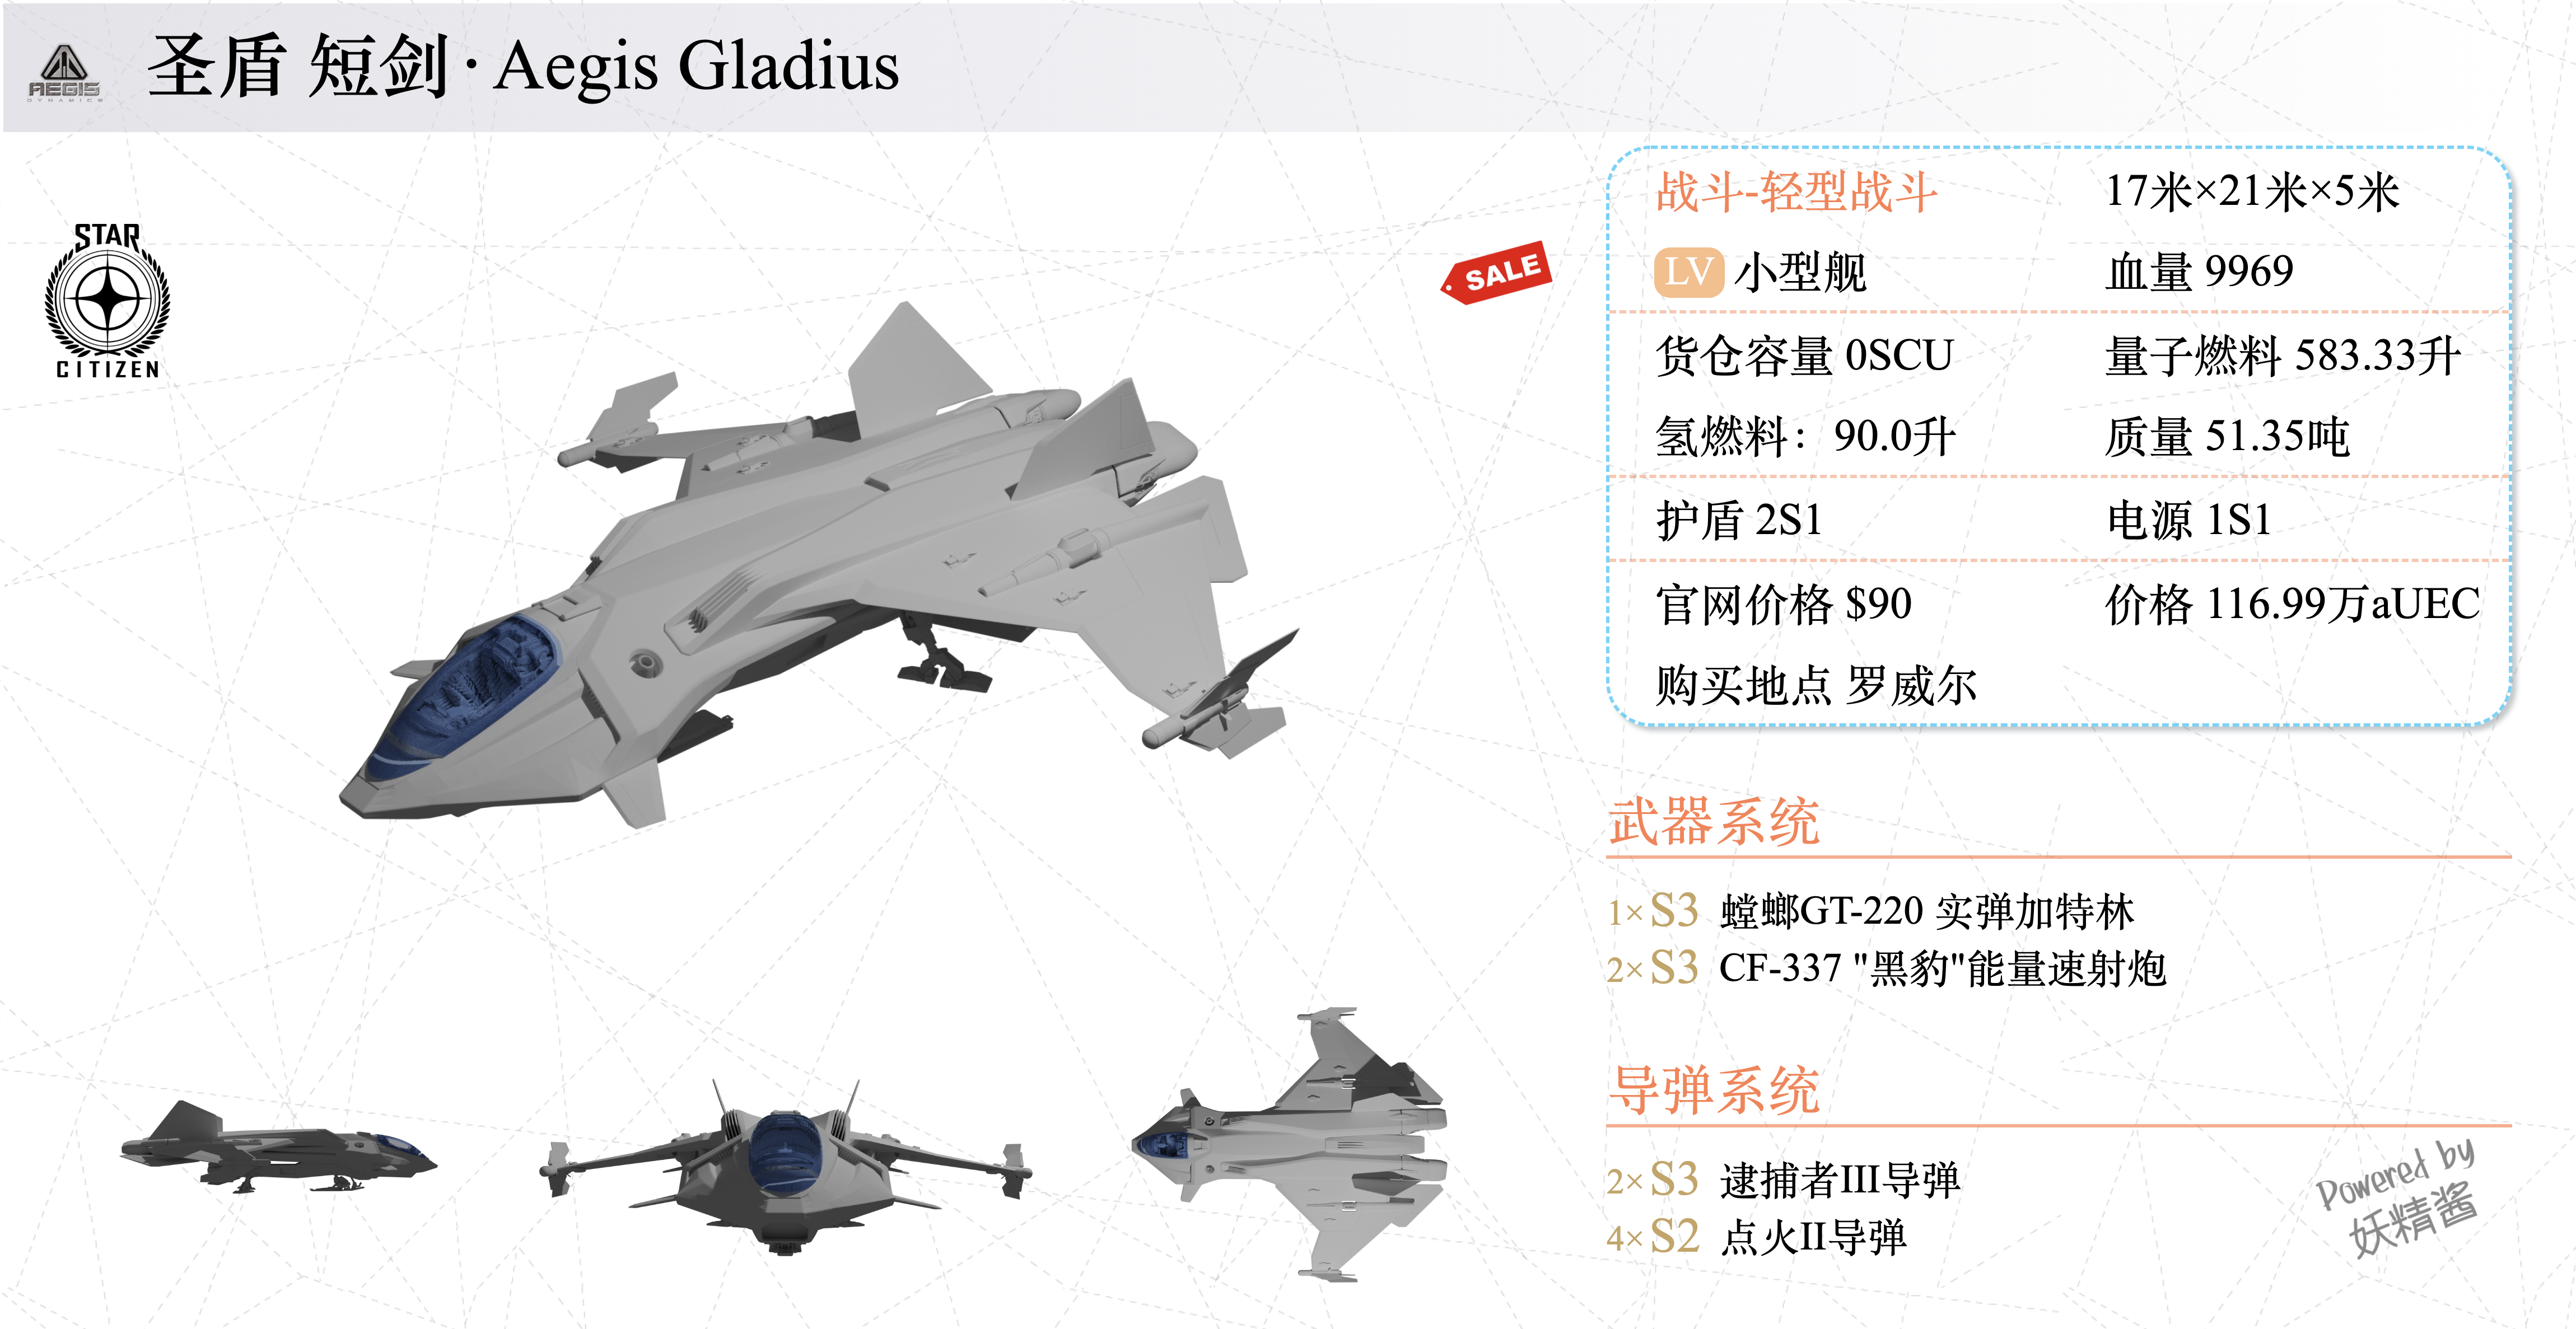 AEGIS
DYNAMICS
圣盾 短剑·Aegis Gladius
STAR
CITIZEN
SALE
战斗-轻型战斗 17米×21米×5米
LV 小型舰 血量 9969
货仓容量 0SCU 量子燃料 583.33升
氢燃料：90.0升 质量 51.35吨
护盾 2S1 电源 1S1
官网价格 $90 价格 116.99万aUEC
购买地点 罗威尔
武器系统
1× S3 螳螂GT-220 实弹加特林
2× S3 CF-337 "黑豹"能量速射炮
导弹系统
2× S3 逮捕者III导弹
4× S2 点火II导弹
Powered by
妖精酱